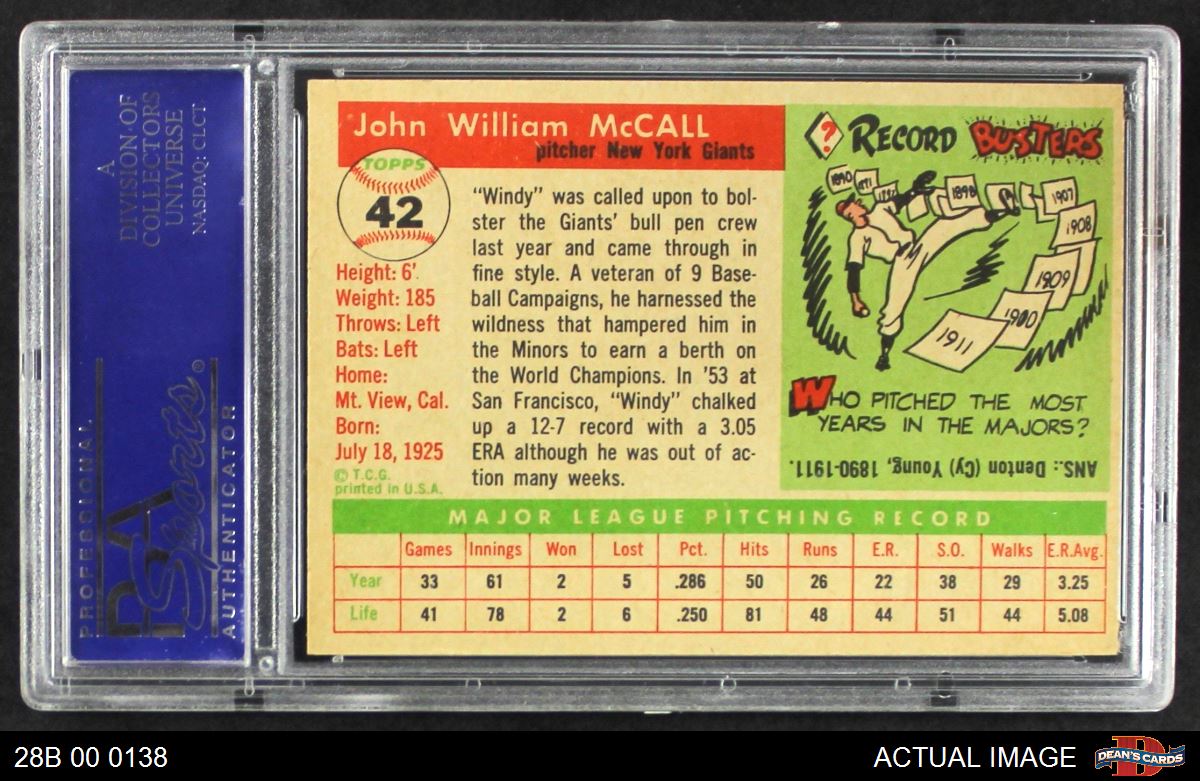 A
DIVISION OF
COLLECTORS
UNIVERSE
NASDAQ: CLCT
PROFESSIONAL
PSA
Sports®
AUTHENTICATOR
John William McCALL
pitcher New York Giants
TOPPS
42
Height: 6'.
Weight: 185
Throws: Left
Bats: Left
Home:
Mt. View, Cal.
Born:
July 18, 1925
© T.C.G.
printed in U.S.A.
"Windy" was called upon to bol-
ster the Giants' bull pen crew
last year and came through in
fine style. A veteran of 9 Base-
ball Campaigns, he harnessed the
wildness that hampered him in
the Minors to earn a berth on
the World Champions. In '53 at
San Francisco, "Windy" chalked
up a 12-7 record with a 3.05
ERA although he was out of ac-
tion many weeks.
? RECORD BUSTERS
1890
1891
1892
1898
1907
1908
1909
1900
1911
WHO PITCHED THE MOST
YEARS IN THE MAJORS?
ANS.: Denton (Cy) Young, 1890-1911.
MAJOR LEAGUE PITCHING RECORD
Games Innings Won Lost Pct. Hits Runs E.R. S.O. Walks E.R.Avg.
Year 33 61 2 5 .286 50 26 22 38 29 3.25
Life 41 78 2 6 .250 81 48 44 51 44 5.08
28B 00 0138
ACTUAL IMAGE
D
DEAN'S CARDS